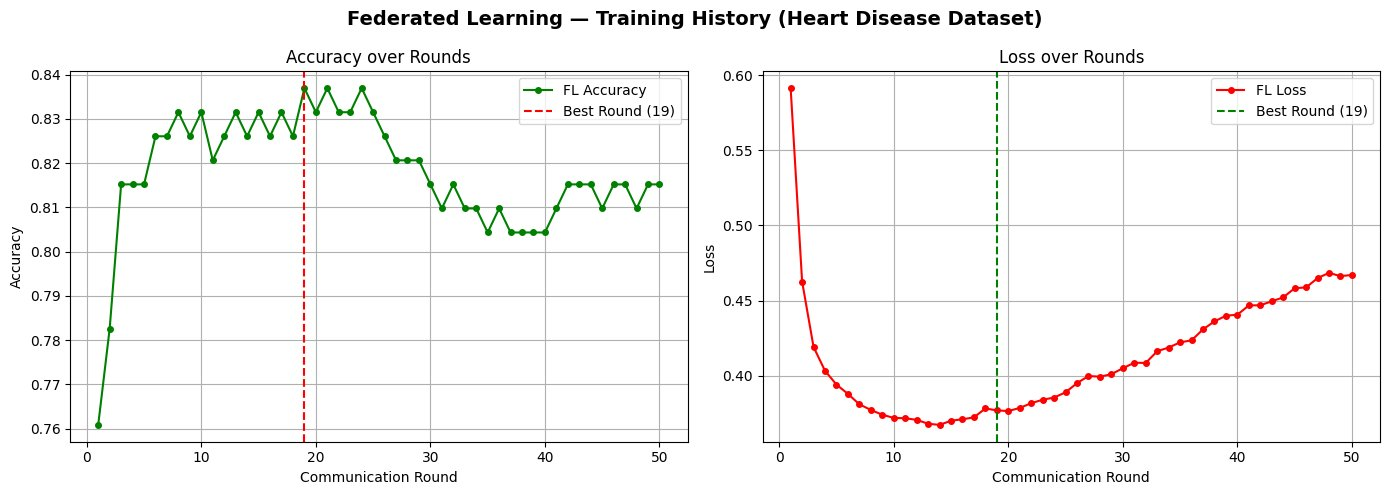 Federated Learning — Training History (Heart Disease Dataset)
Accuracy over Rounds
0.84
0.83
0.82
0.81
0.80
0.79
0.78
0.77
0.76
Accuracy
FL Accuracy
Best Round (19)
0 10 20 30 40 50
Communication Round
Loss over Rounds
0.60
0.55
0.50
0.45
0.40
Loss
FL Loss
Best Round (19)
0 10 20 30 40 50
Communication Round